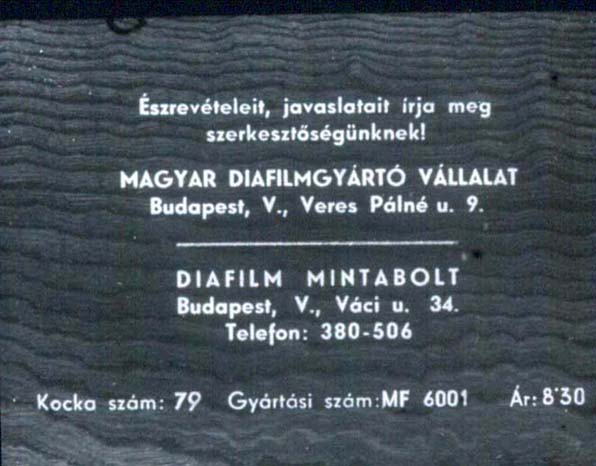 Észrevételeit, javaslatait írja meg
szerkesztőségünknek!
MAGYAR DIAFILMGYÁRTÓ VÁLLALAT
Budapest, V., Veres Pálné u. 9.
DIAFILM MINTABOLT
Budapest, V., Váci u. 34.
Telefon: 380-506
Kocka szám: 79 Gyártási szám:MF 6001 Ár: 8·30